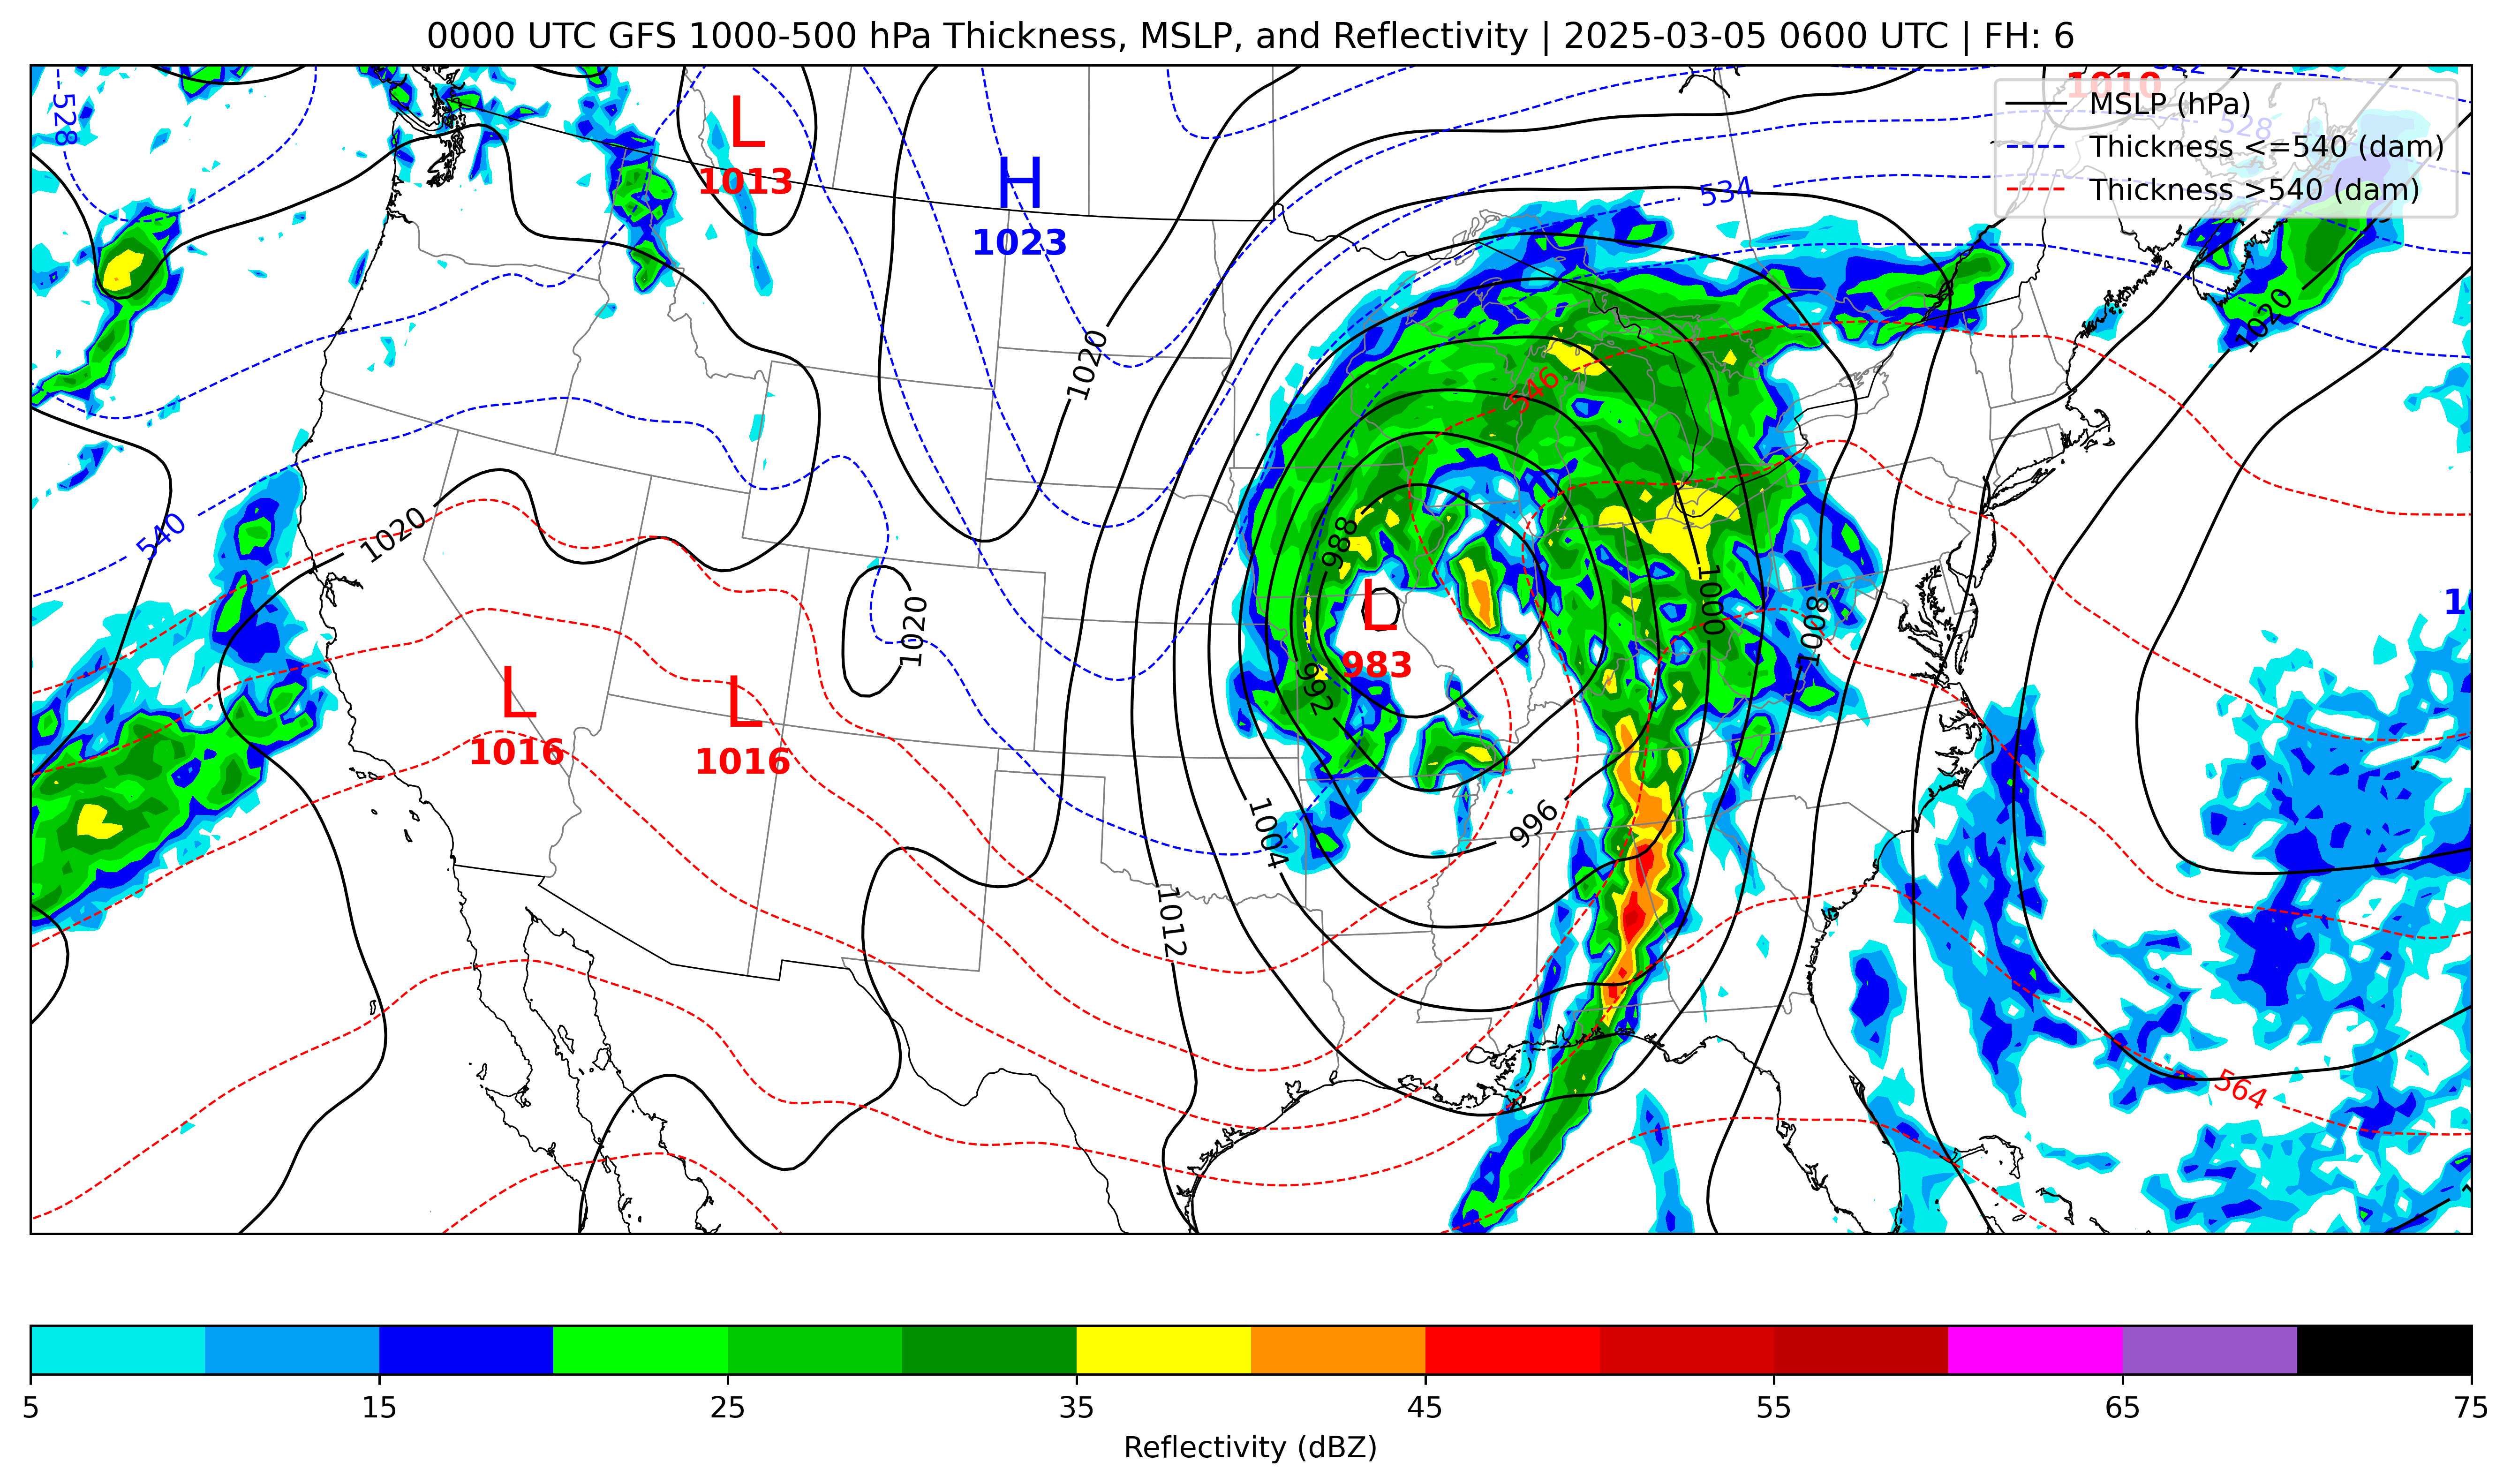 0000 UTC GFS 1000-500 hPa Thickness, MSLP, and Reflectivity | 2025-03-05 0600 UTC | FH: 6
1010
MSLP (hPa)
Thickness <=540 (dam)
Thickness >540 (dam)
528
528
L
1013
H
1023
534
1020
1020
546
540
1020
988
L
983
1000
1008
1020
992
L
1016
L
1016
996
1004
1012
564
5 15 25 35 45 55 65 75
Reflectivity (dBZ)